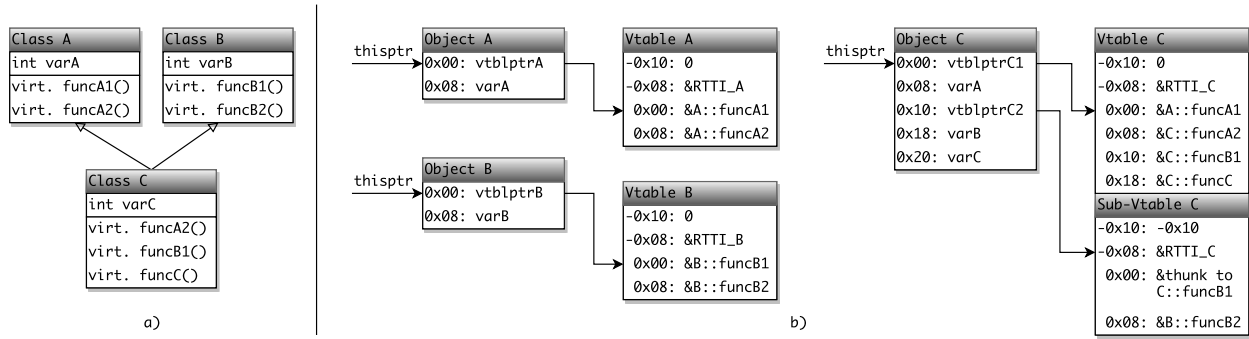 Class A
int varA
virt. funcA1()
virt. funcA2()
Class B
int varB
virt. funcB1()
virt. funcB2()
Class C
int varC
virt. funcA2()
virt. funcB1()
virt. funcC()
a)
thisptr
Object A
0x00: vtblptrA
0x08: varA
Vtable A
-0x10: 0
-0x08: &RTTI_A
0x00: &A::funcA1
0x08: &A::funcA2
thisptr
Object B
0x00: vtblptrB
0x08: varB
Vtable B
-0x10: 0
-0x08: &RTTI_B
0x00: &B::funcB1
0x08: &B::funcB2
thisptr
Object C
0x00: vtblptrC1
0x08: varA
0x10: vtblptrC2
0x18: varB
0x20: varC
Vtable C
-0x10: 0
-0x08: &RTTI_C
0x00: &A::funcA1
0x08: &C::funcA2
0x10: &C::funcB1
0x18: &C::funcC
Sub-Vtable C
-0x10: -0x10
-0x08: &RTTI_C
0x00: &thunk to
C::funcB1
0x08: &B::funcB2
b)